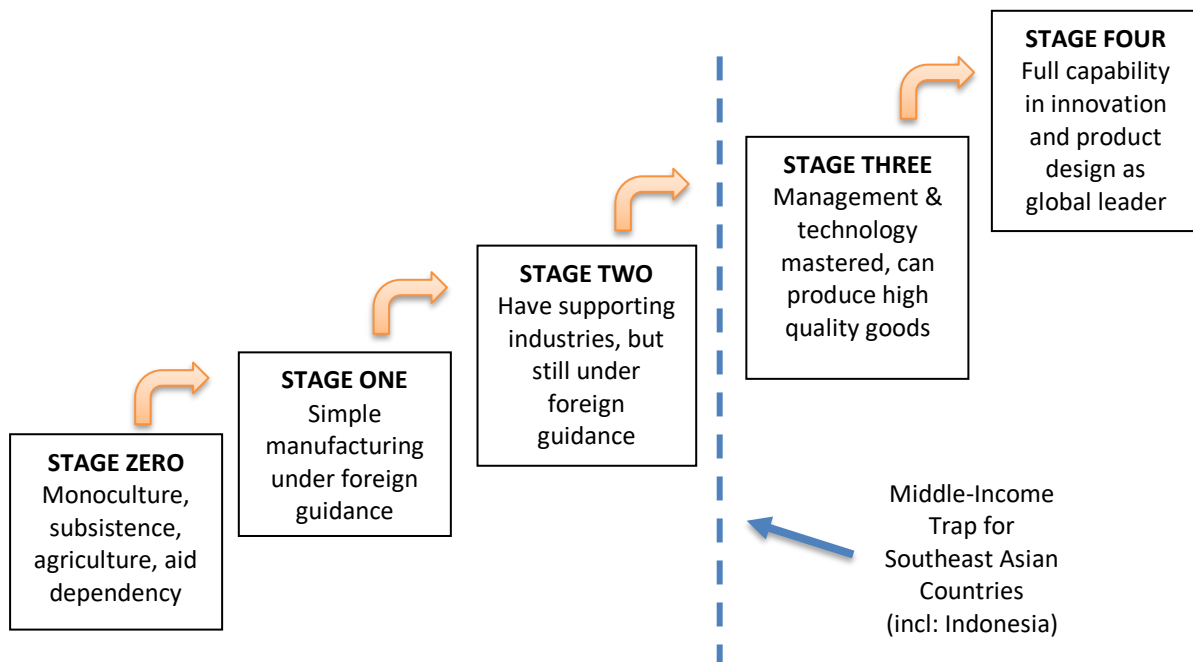 STAGE ZERO
Monoculture,
subsistence,
agriculture, aid
dependency
STAGE ONE
Simple
manufacturing
under foreign
guidance
STAGE TWO
Have supporting
industries, but
still under
foreign
guidance
STAGE THREE
Management &
technology
mastered, can
produce high
quality goods
STAGE FOUR
Full capability
in innovation
and product
design as
global leader
Middle-Income
Trap for
Southeast Asian
Countries
(incl: Indonesia)